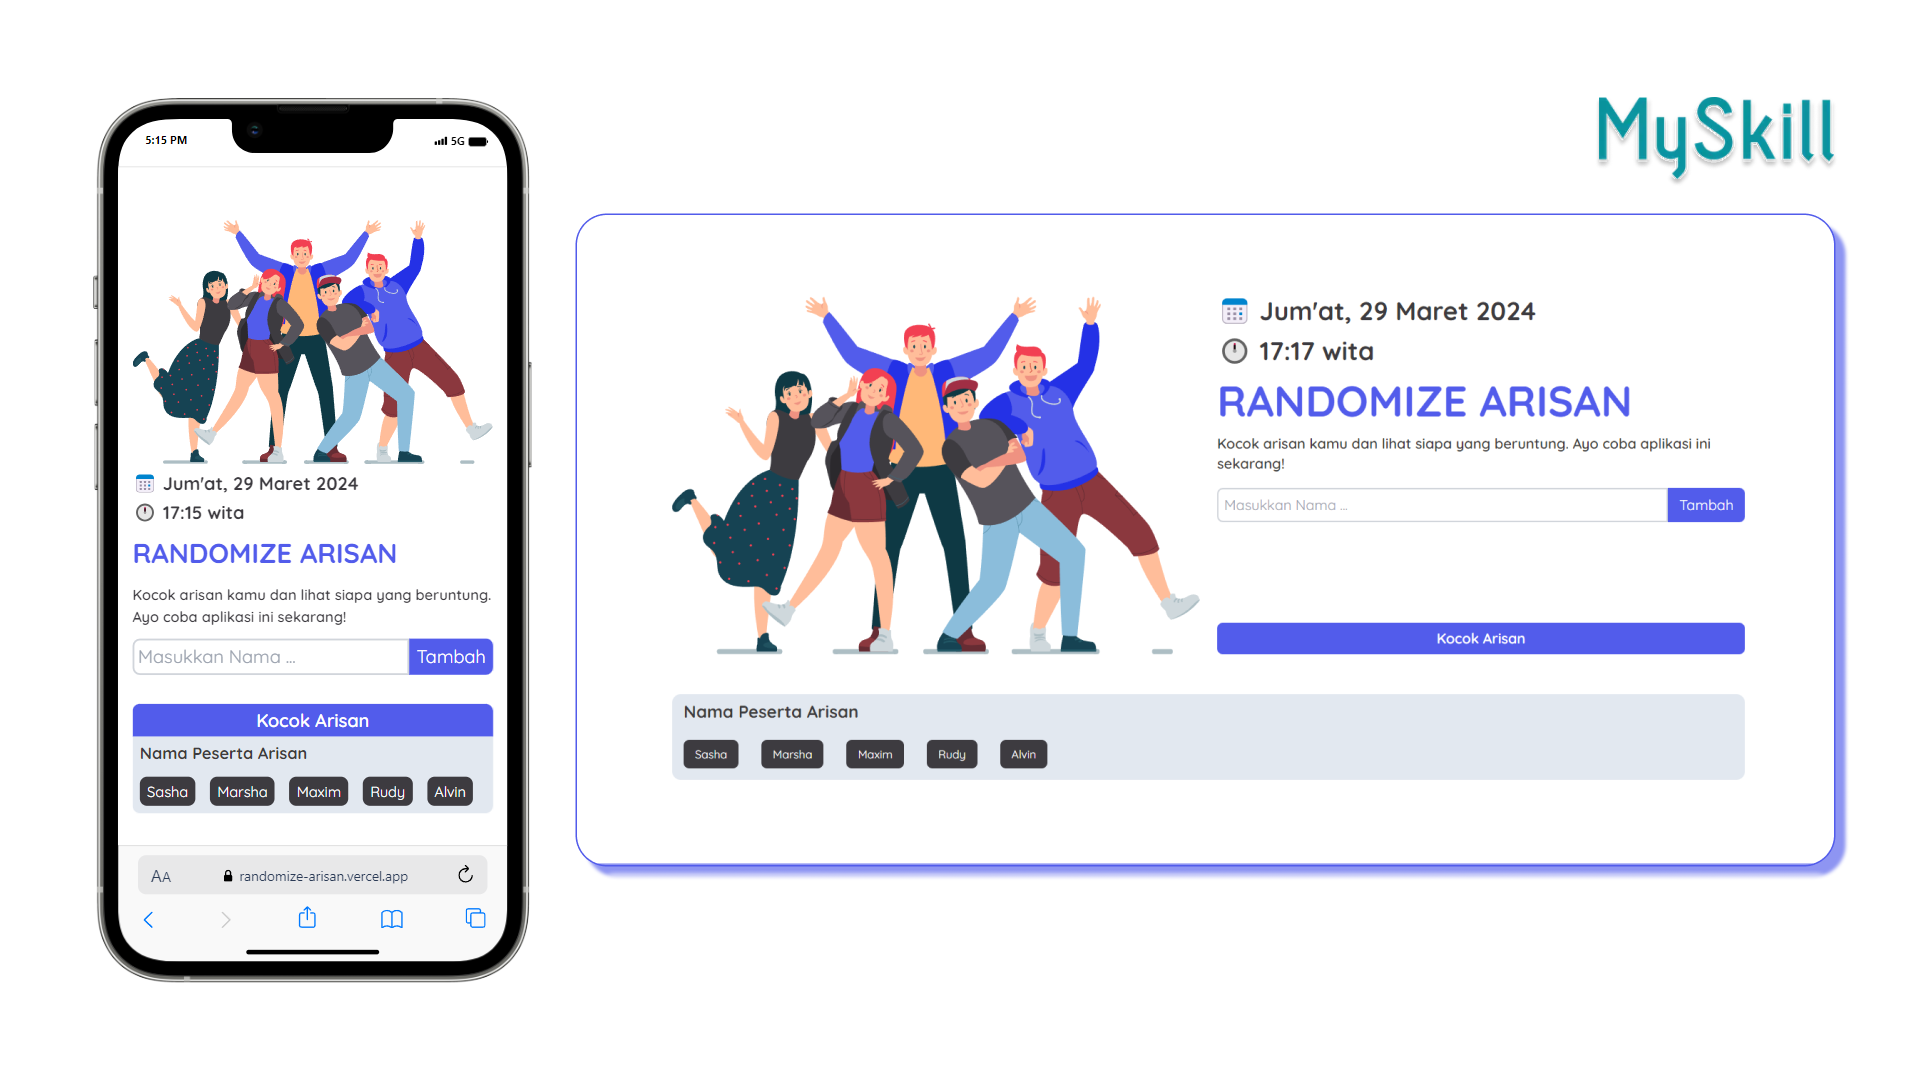 MySkill
5:15 PM
5G
Jum'at, 29 Maret 2024
17:15 wita
RANDOMIZE ARISAN
Kocok arisan kamu dan lihat siapa yang beruntung.
Ayo coba aplikasi ini sekarang!
Masukkan Nama ... Tambah
Kocok Arisan
Nama Peserta Arisan
Sasha Marsha Maxim Rudy Alvin
AA randomize-arisan.vercel.app
Jum'at, 29 Maret 2024
17:17 wita
RANDOMIZE ARISAN
Kocok arisan kamu dan lihat siapa yang beruntung. Ayo coba aplikasi ini
sekarang!
Masukkan Nama ... Tambah
Kocok Arisan
Nama Peserta Arisan
Sasha Marsha Maxim Rudy Alvin